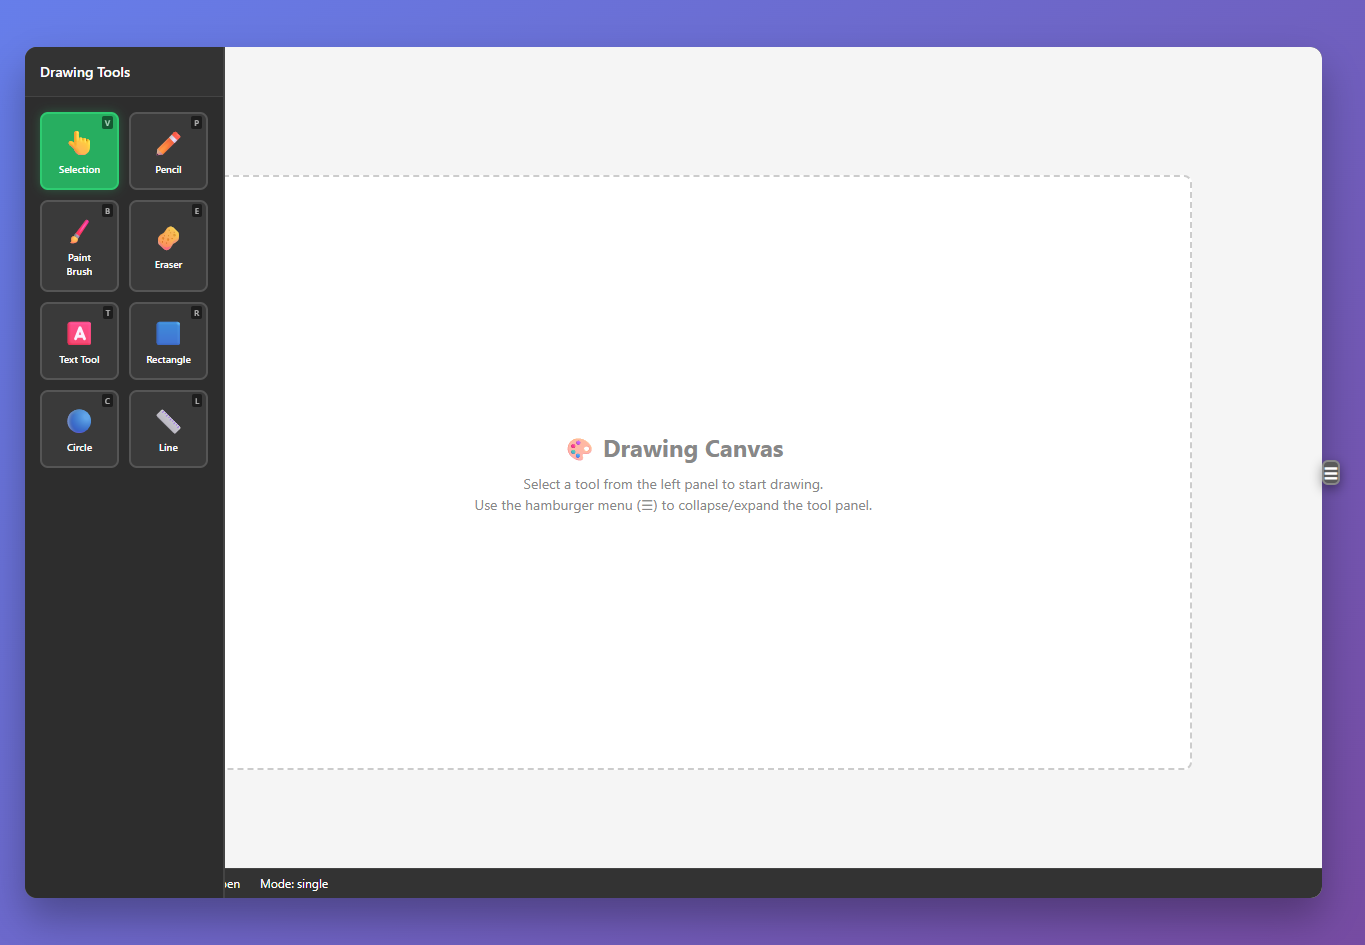 Drawing Tools
V
Selection
P
Pencil
B
Paint
Brush
E
Eraser
T
A
Text Tool
R
Rectangle
C
Circle
L
Line
Drawing Canvas
Select a tool from the left panel to start drawing.
Use the hamburger menu (☰) to collapse/expand the tool panel.
Mode: single